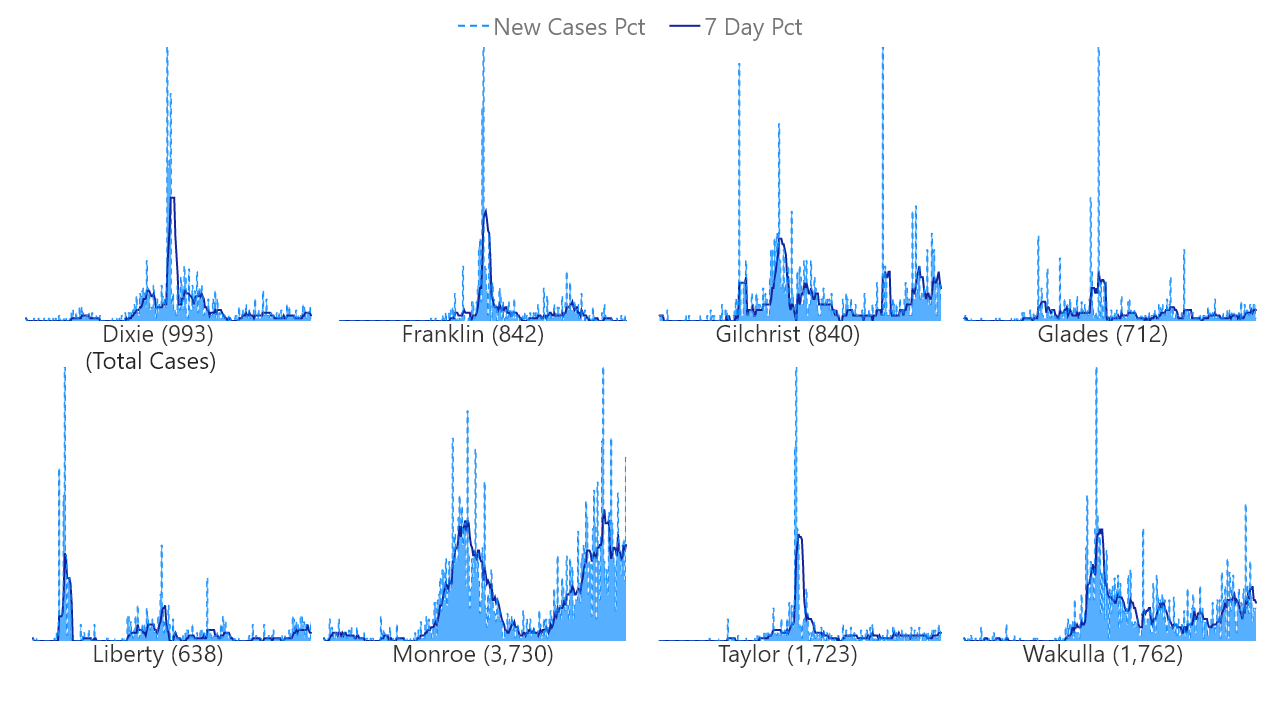 New Cases Pct 7 Day Pct
Dixie (993) Franklin (842) Gilchrist (840) Glades (712)
(Total Cases)
Liberty (638) Monroe (3,730) Taylor (1,723) Wakulla (1,762)